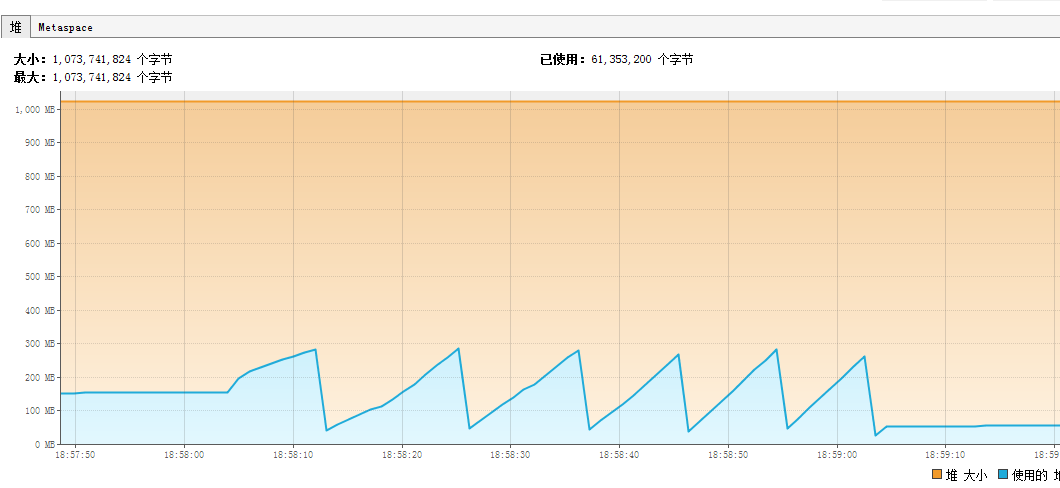 堆 Metaspace
大小: 1,073,741,824 个字节 已使用: 61,353,200 个字节
最大: 1,073,741,824 个字节
1,000 MB
900 MB
800 MB
700 MB
600 MB
500 MB
400 MB
300 MB
200 MB
100 MB
0 MB
18:57:50 18:58:00 18:58:10 18:58:20 18:58:30 18:58:40 18:58:50 18:59:00 18:59:10 18:59:
堆 大小 使用的